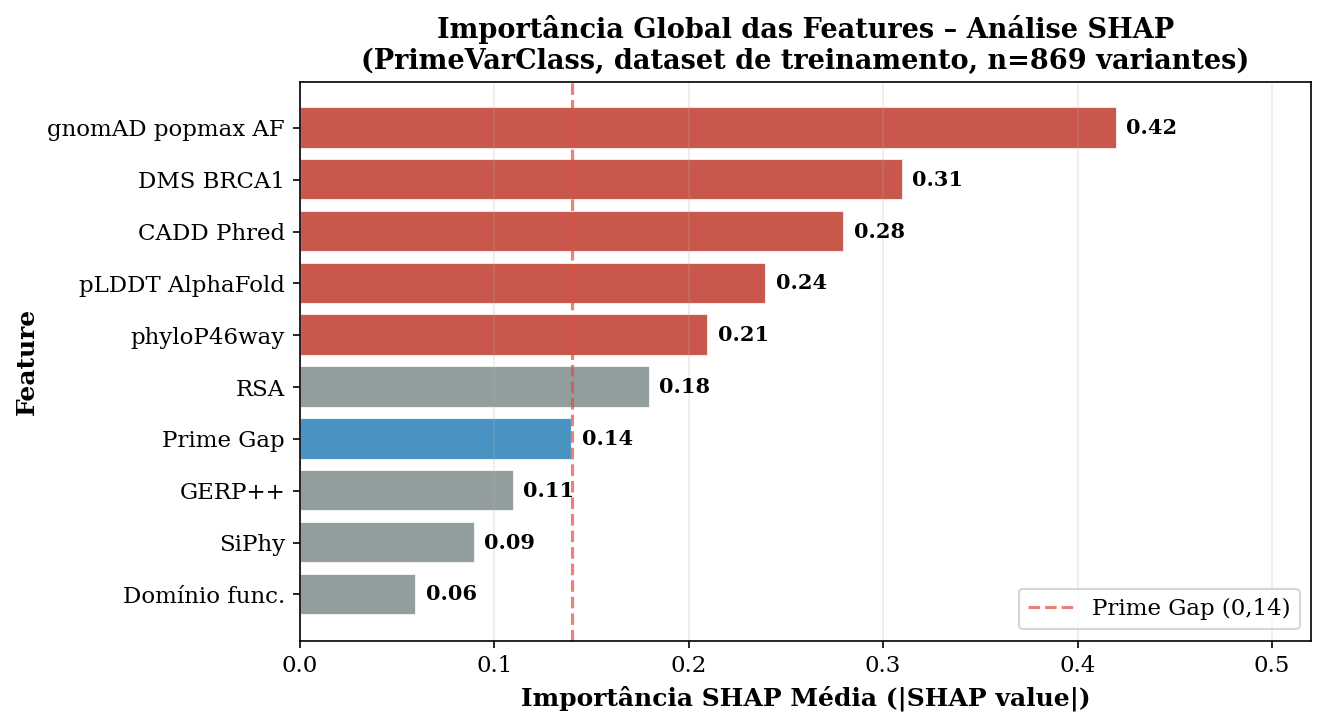 Importância Global das Features – Análise SHAP
(PrimeVarClass, dataset de treinamento, n=869 variantes)
Feature
gnomAD popmax AF 0.42
DMS BRCA1 0.31
CADD Phred 0.28
pLDDT AlphaFold 0.24
phyloP46way 0.21
RSA 0.18
Prime Gap 0.14
GERP++ 0.11
SiPhy 0.09
Domínio func. 0.06
Prime Gap (0,14)
0.0 0.1 0.2 0.3 0.4 0.5
Importância SHAP Média (|SHAP value|)